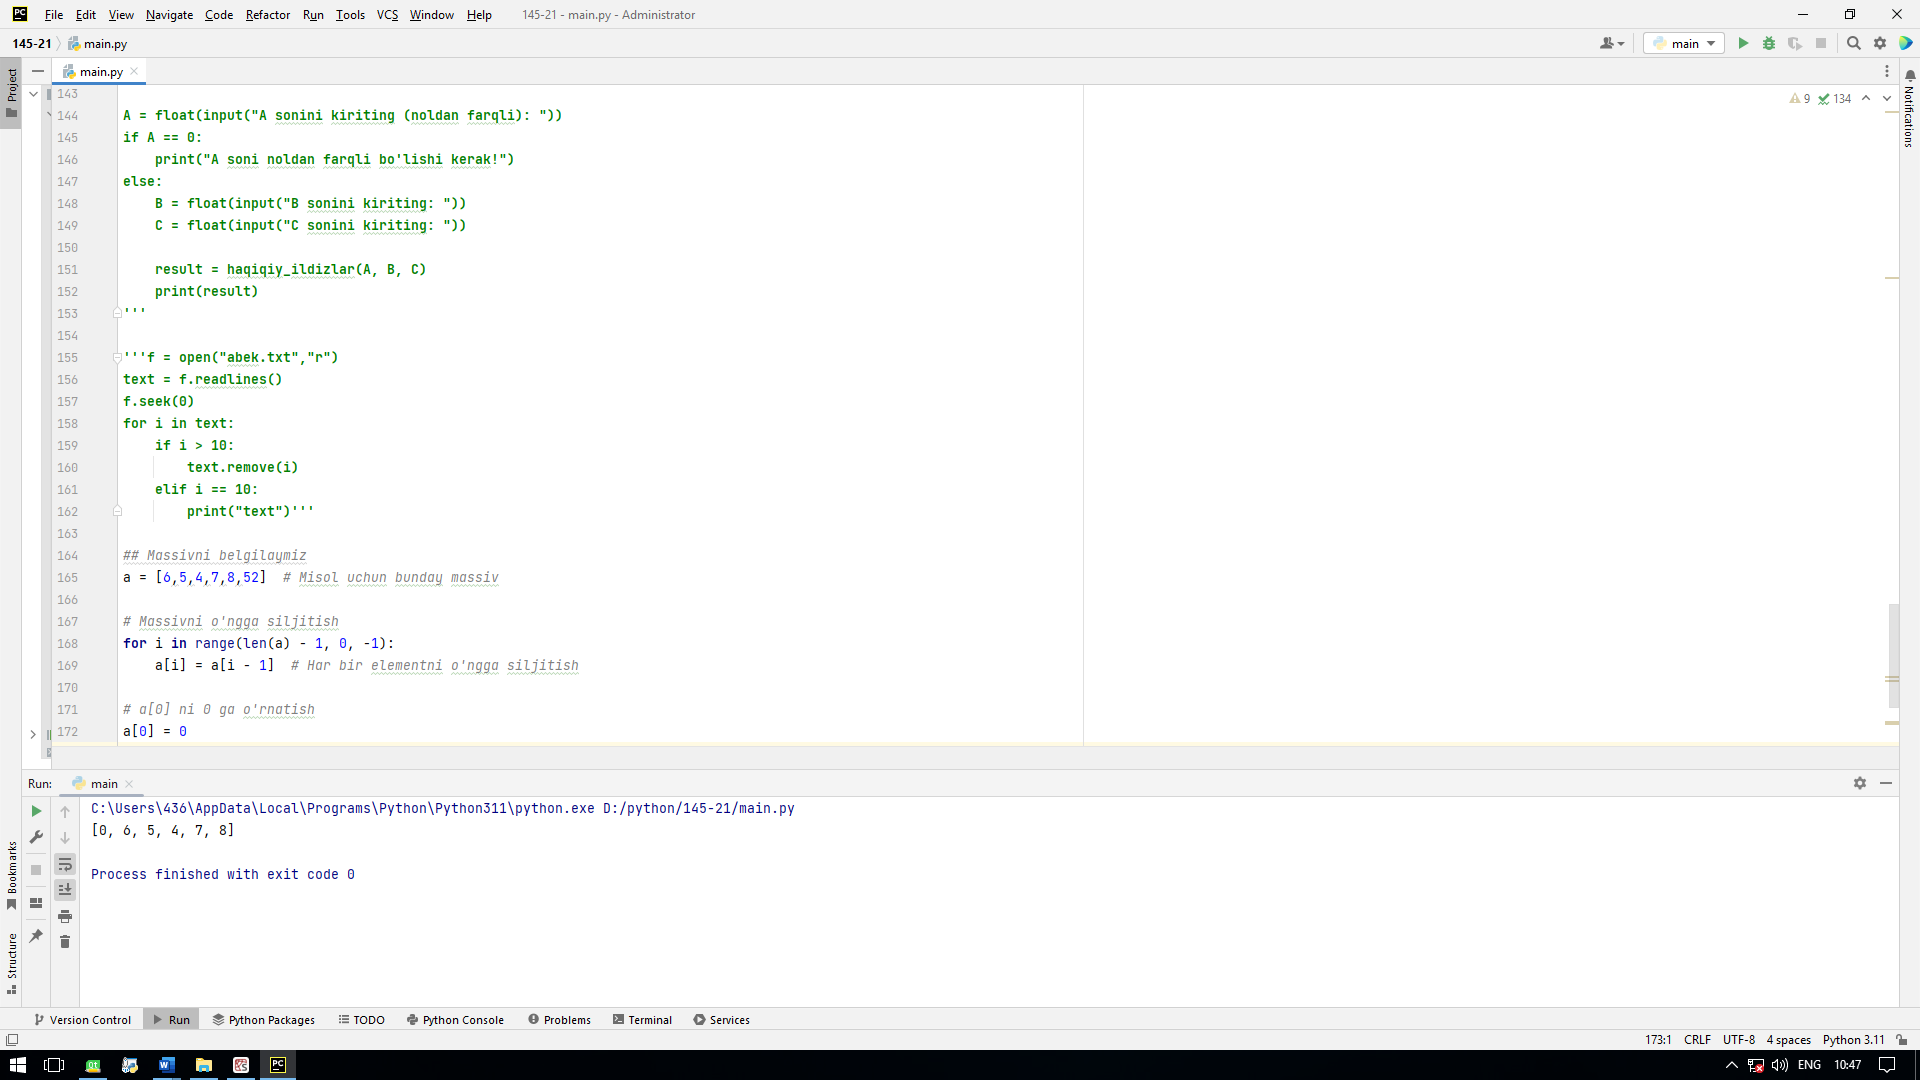 PC File Edit View Navigate Code Refactor Run Tools VCS Window Help 145-21 - main.py - Administrator
145-21 main.py main
Project
main.py
Notifications
9 134
143
144 A = float(input("A sonini kiriting (noldan farqli): "))
145 if A == 0:
146     print("A soni noldan farqli bo'lishi kerak!")
147 else:
148     B = float(input("B sonini kiriting: "))
149     C = float(input("C sonini kiriting: "))
150
151     result = haqiqiy_ildizlar(A, B, C)
152     print(result)
153 '''
154
155 '''f = open("abek.txt","r")
156 text = f.readlines()
157 f.seek(0)
158 for i in text:
159     if i > 10:
160         text.remove(i)
161     elif i == 10:
162         print("text")'''
163
164 ## Massivni belgilaymiz
165 a = [6,5,4,7,8,52]  # Misol uchun bunday massiv
166
167 # Massivni o'ngga siljitish
168 for i in range(len(a) - 1, 0, -1):
169     a[i] = a[i - 1]  # Har bir elementni o'ngga siljitish
170
171 # a[0] ni 0 ga o'rnatish
172 a[0] = 0
Run: main
C:\Users\436\AppData\Local\Programs\Python\Python311\python.exe D:/python/145-21/main.py
[0, 6, 5, 4, 7, 8]
Process finished with exit code 0
Bookmarks
Structure
Version Control Run Python Packages TODO Python Console Problems Terminal Services
173:1 CRLF UTF-8 4 spaces Python 3.11
Qt W PC ENG 10:47